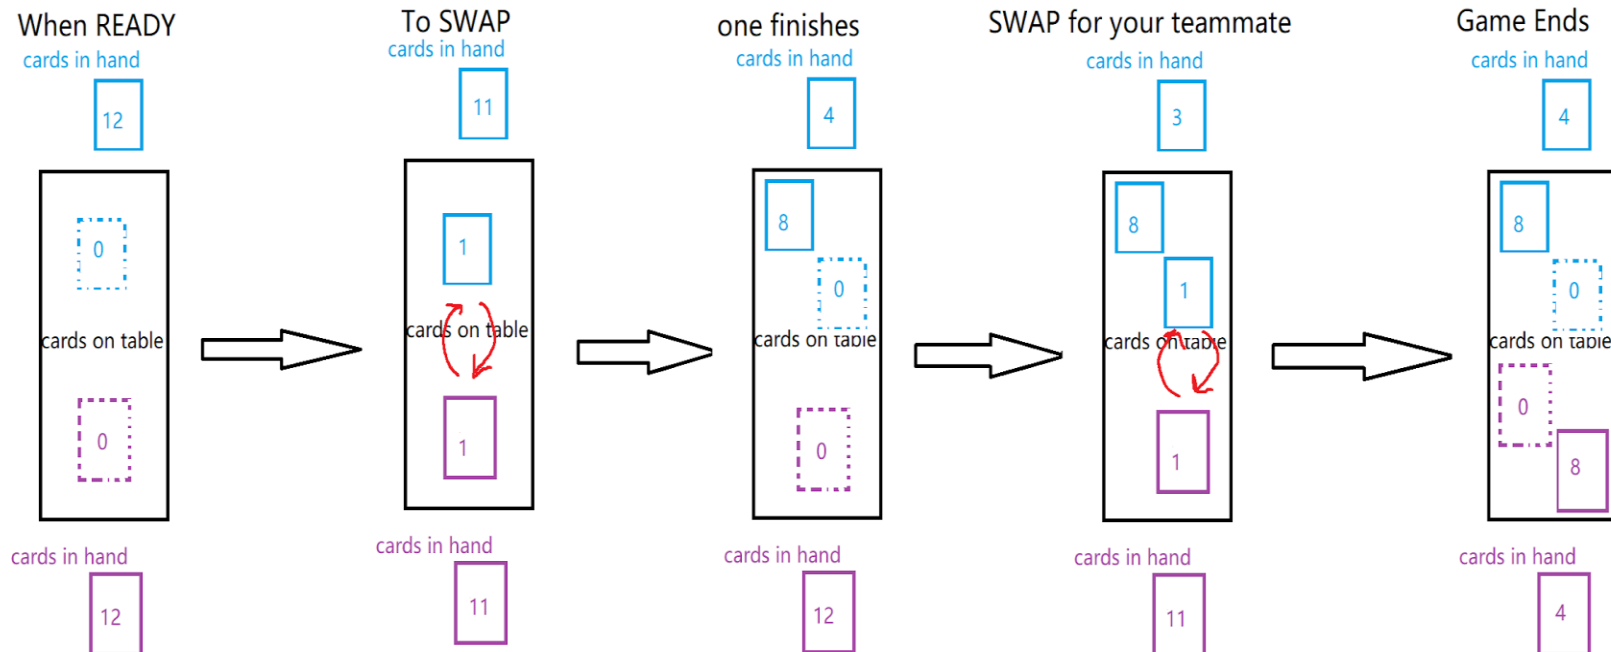 When READY
cards in hand
12
0
cards on table
0
cards in hand
12
To SWAP
cards in hand
11
1
cards on table
1
cards in hand
11
one finishes
cards in hand
4
8
0
cards on table
0
cards in hand
12
SWAP for your teammate
cards in hand
3
8
1
cards on table
1
cards in hand
11
Game Ends
cards in hand
4
8
0
cards on table
0
8
cards in hand
4